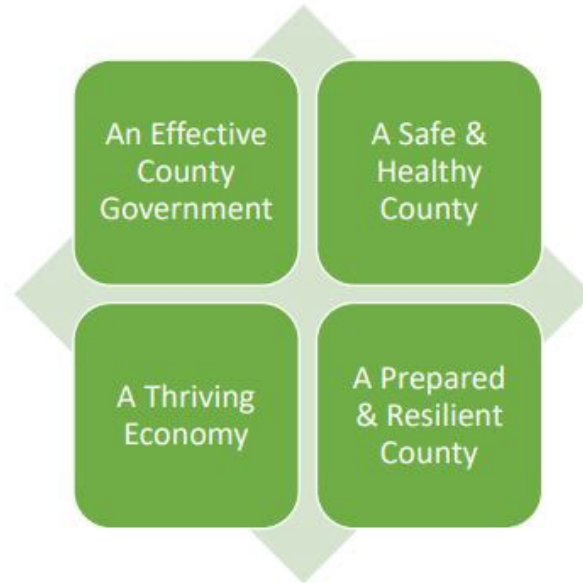 An Effective
County
Government
A Safe &
Healthy
County
A Thriving
Economy
A Prepared
& Resilient
County